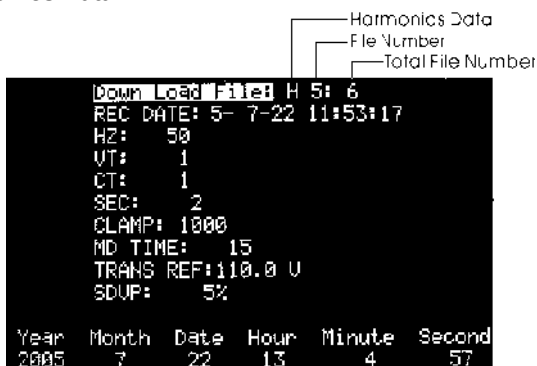 Harmonics Data
File Number
Total File Number
Down Load File: H 5: 6
REC DATE: 5- 7-22 11:53:17
HZ: 50
VT: 1
CT: 1
SEC: 2
CLAMP: 1000
MD TIME: 15
TRANS REF:110.0 V
SDVP: 5%
Year Month Date Hour Minute Second
2005 7 22 13 4 57